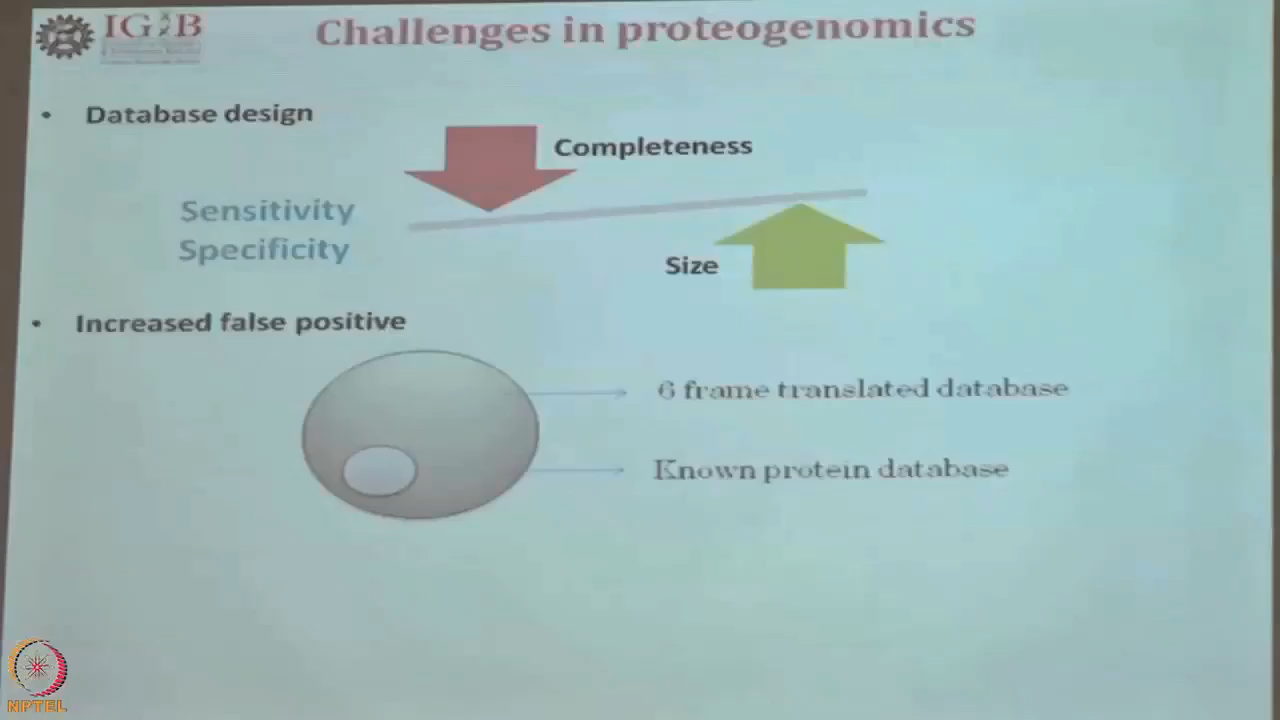 IGIB
Challenges in proteogenomics
• Database design
Completeness
Sensitivity
Specificity
Size
• Increased false positive
6 frame translated database
Known protein database
NPTEL